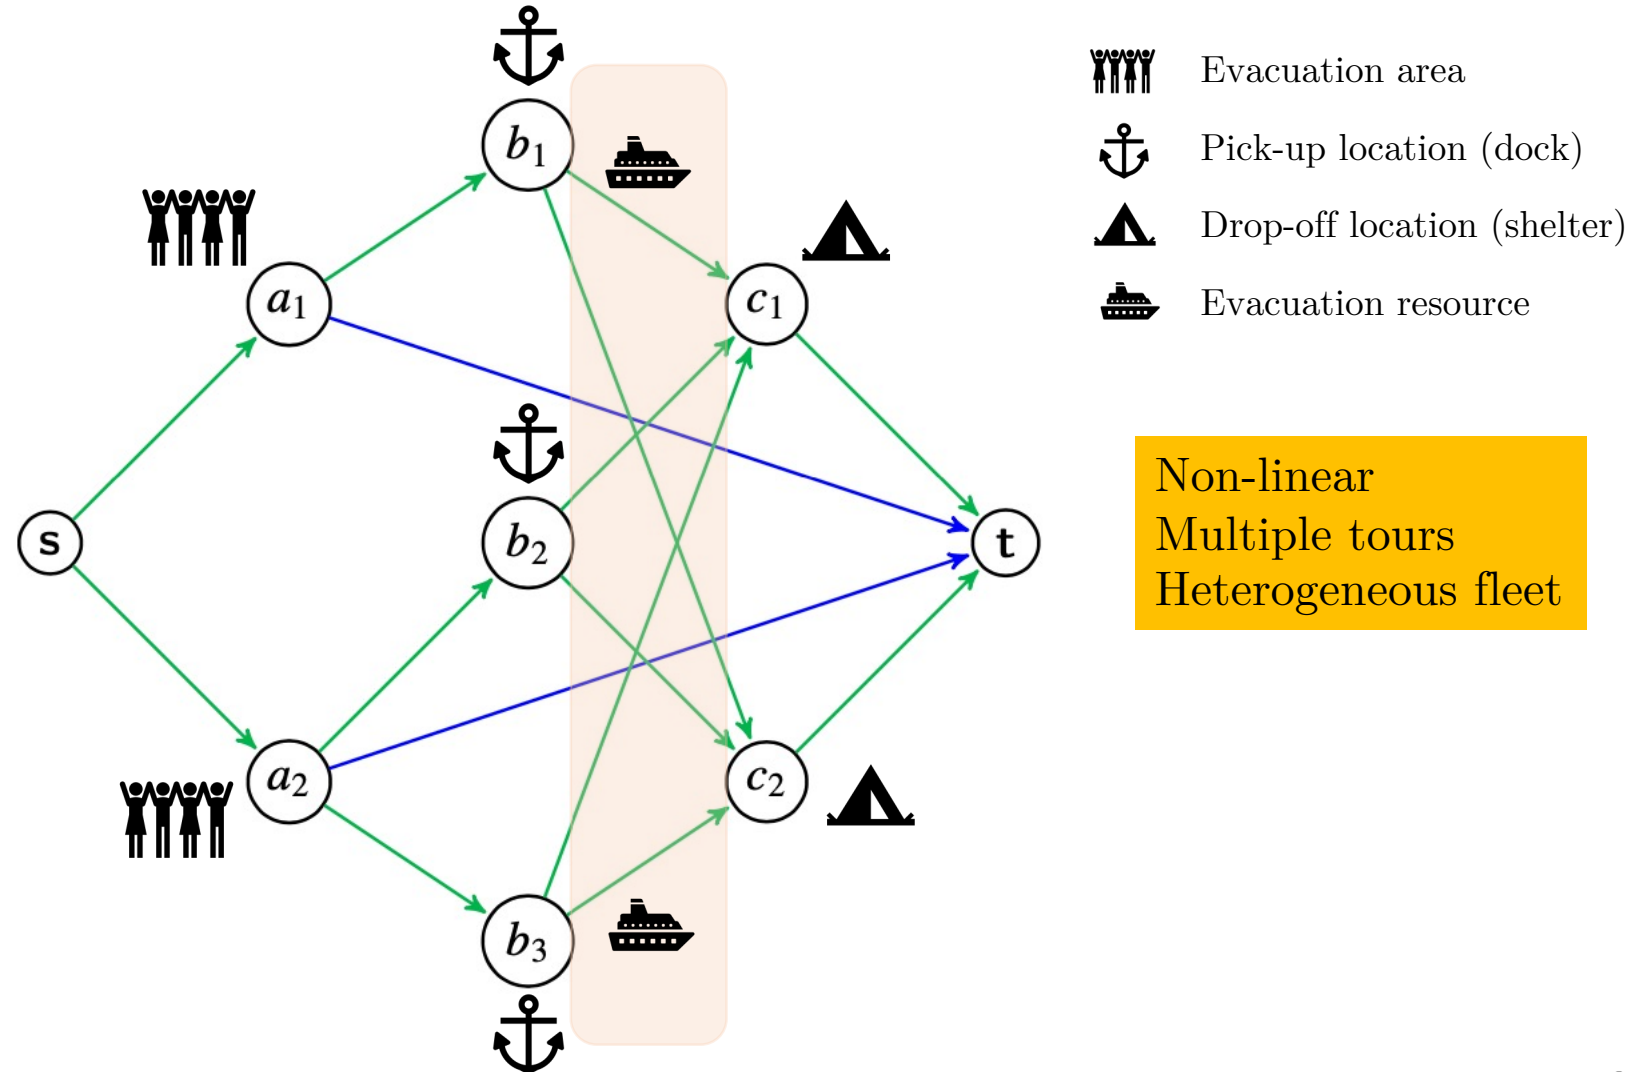 b₁
a₁
c₁
s
b₂
t
a₂
c₂
b₃
Evacuation area
Pick-up location (dock)
Drop-off location (shelter)
Evacuation resource
Non-linear
Multiple tours
Heterogeneous fleet